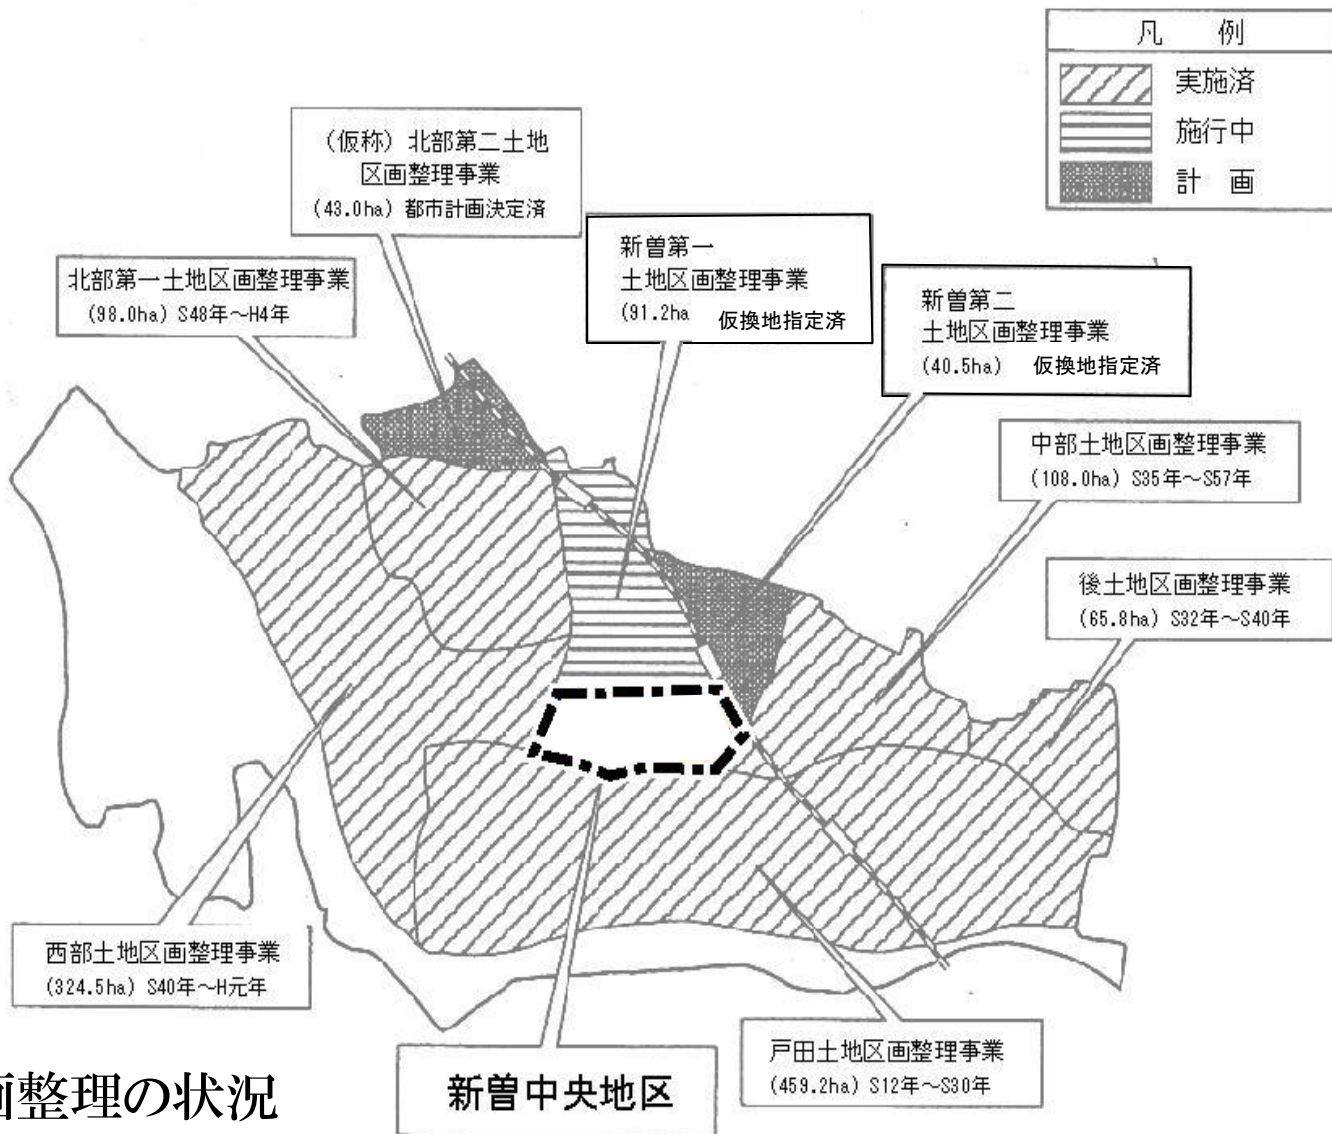 凡 例
実施済
施行中
計 画
(仮称) 北部第二土地
区画整理事業
(43.0ha) 都市計画決定済
新曽第一
土地区画整理事業
(91.2ha 仮換地指定済
北部第一土地区画整理事業
(98.0ha) S48年～H4年
新曽第二
土地区画整理事業
(40.5ha) 仮換地指定済
中部土地区画整理事業
(108.0ha) S35年～S57年
後土地区画整理事業
(65.8ha) S32年～S40年
西部土地区画整理事業
(324.5ha) S40年～H元年
戸田土地区画整理事業
(459.2ha) S12年～S30年
新曽中央地区
画整理の状況